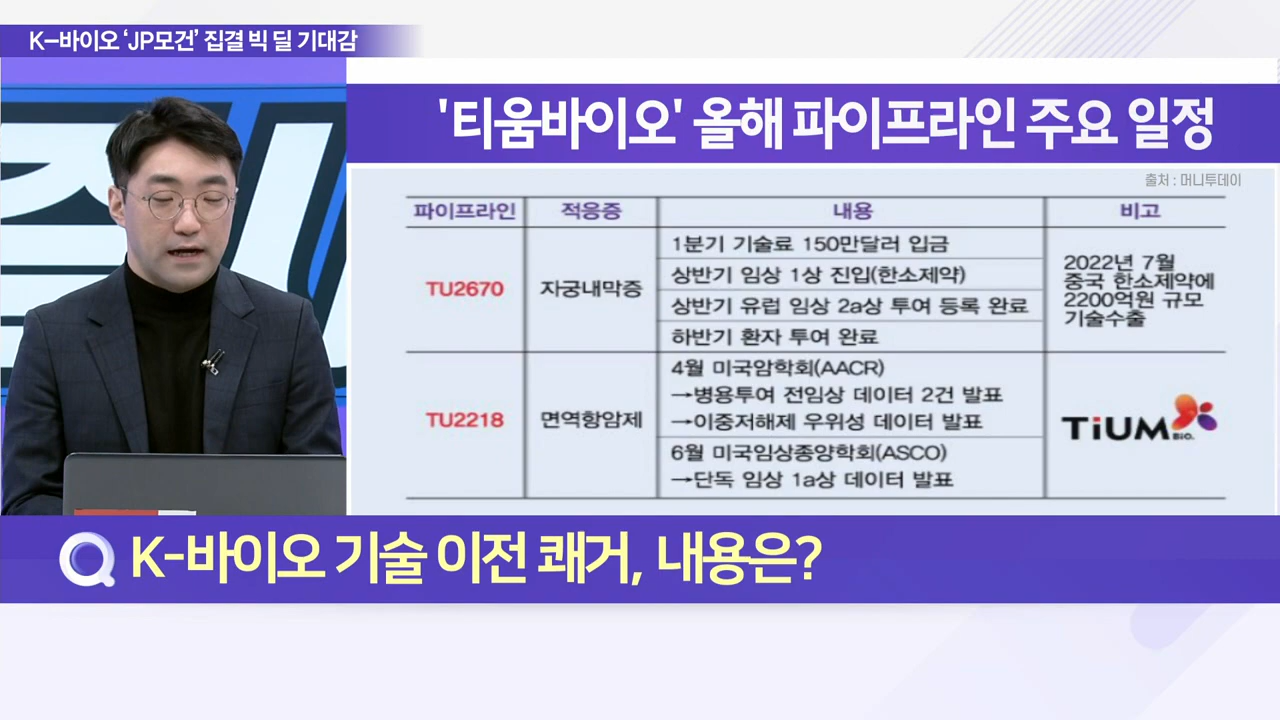 K-바이오 'JP모건' 집결 빅 딜 기대감
'티움바이오' 올해 파이프라인 주요 일정
출처 : 머니투데이
파이프라인 적응증 내용 비고
TU2670 자궁내막증
1분기 기술료 150만달러 입금
상반기 임상 1상 진입(한소제약)
상반기 유럽 임상 2a상 투여 등록 완료
하반기 환자 투여 완료
2022년 7월
중국 한소제약에
2200억원 규모
기술수출
TU2218 면역항암제
4월 미국암학회(AACR)
→병용투여 전임상 데이터 2건 발표
→이중저해제 우위성 데이터 발표
6월 미국임상종양학회(ASCO)
→단독 임상 1a상 데이터 발표
TiUM BiO.
K-바이오 기술 이전 쾌거, 내용은?